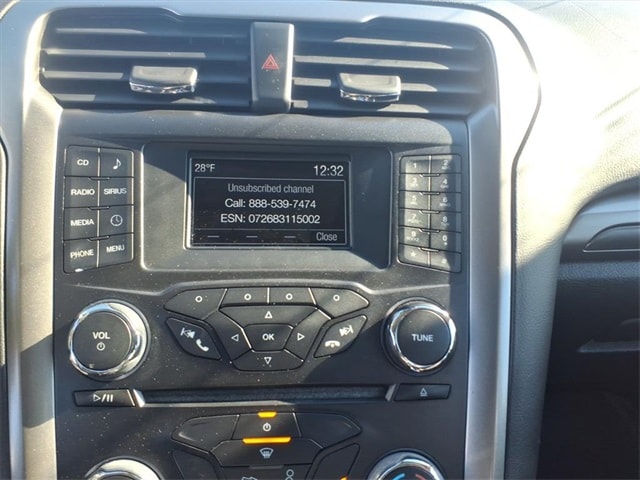 28°F 12:32
Unsubscribed channel
Call: 888-539-7474
ESN: 072683115002
Close
CD
RADIO SIRIUS
MEDIA
PHONE MENU
VOL
OK
TUNE